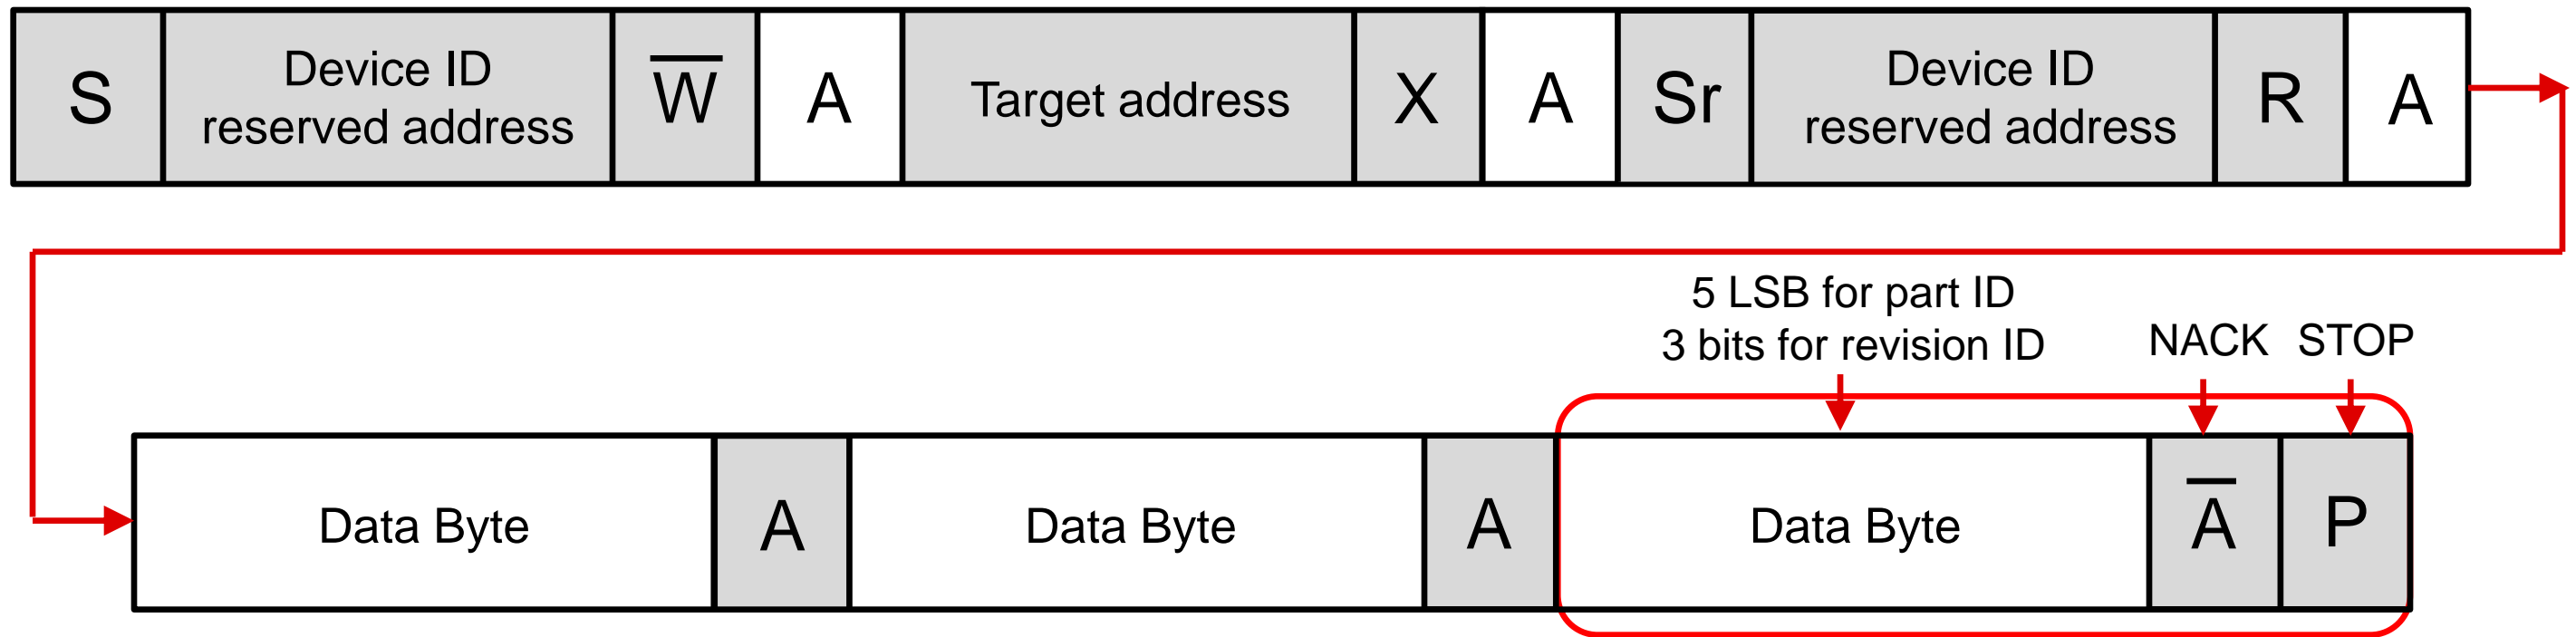 S
Device ID
reserved address
W̅
A
Target address
X
A
Sr
Device ID
reserved address
R
A
5 LSB for part ID
3 bits for revision ID
NACK
STOP
Data Byte
A
Data Byte
A
Data Byte
A̅
P